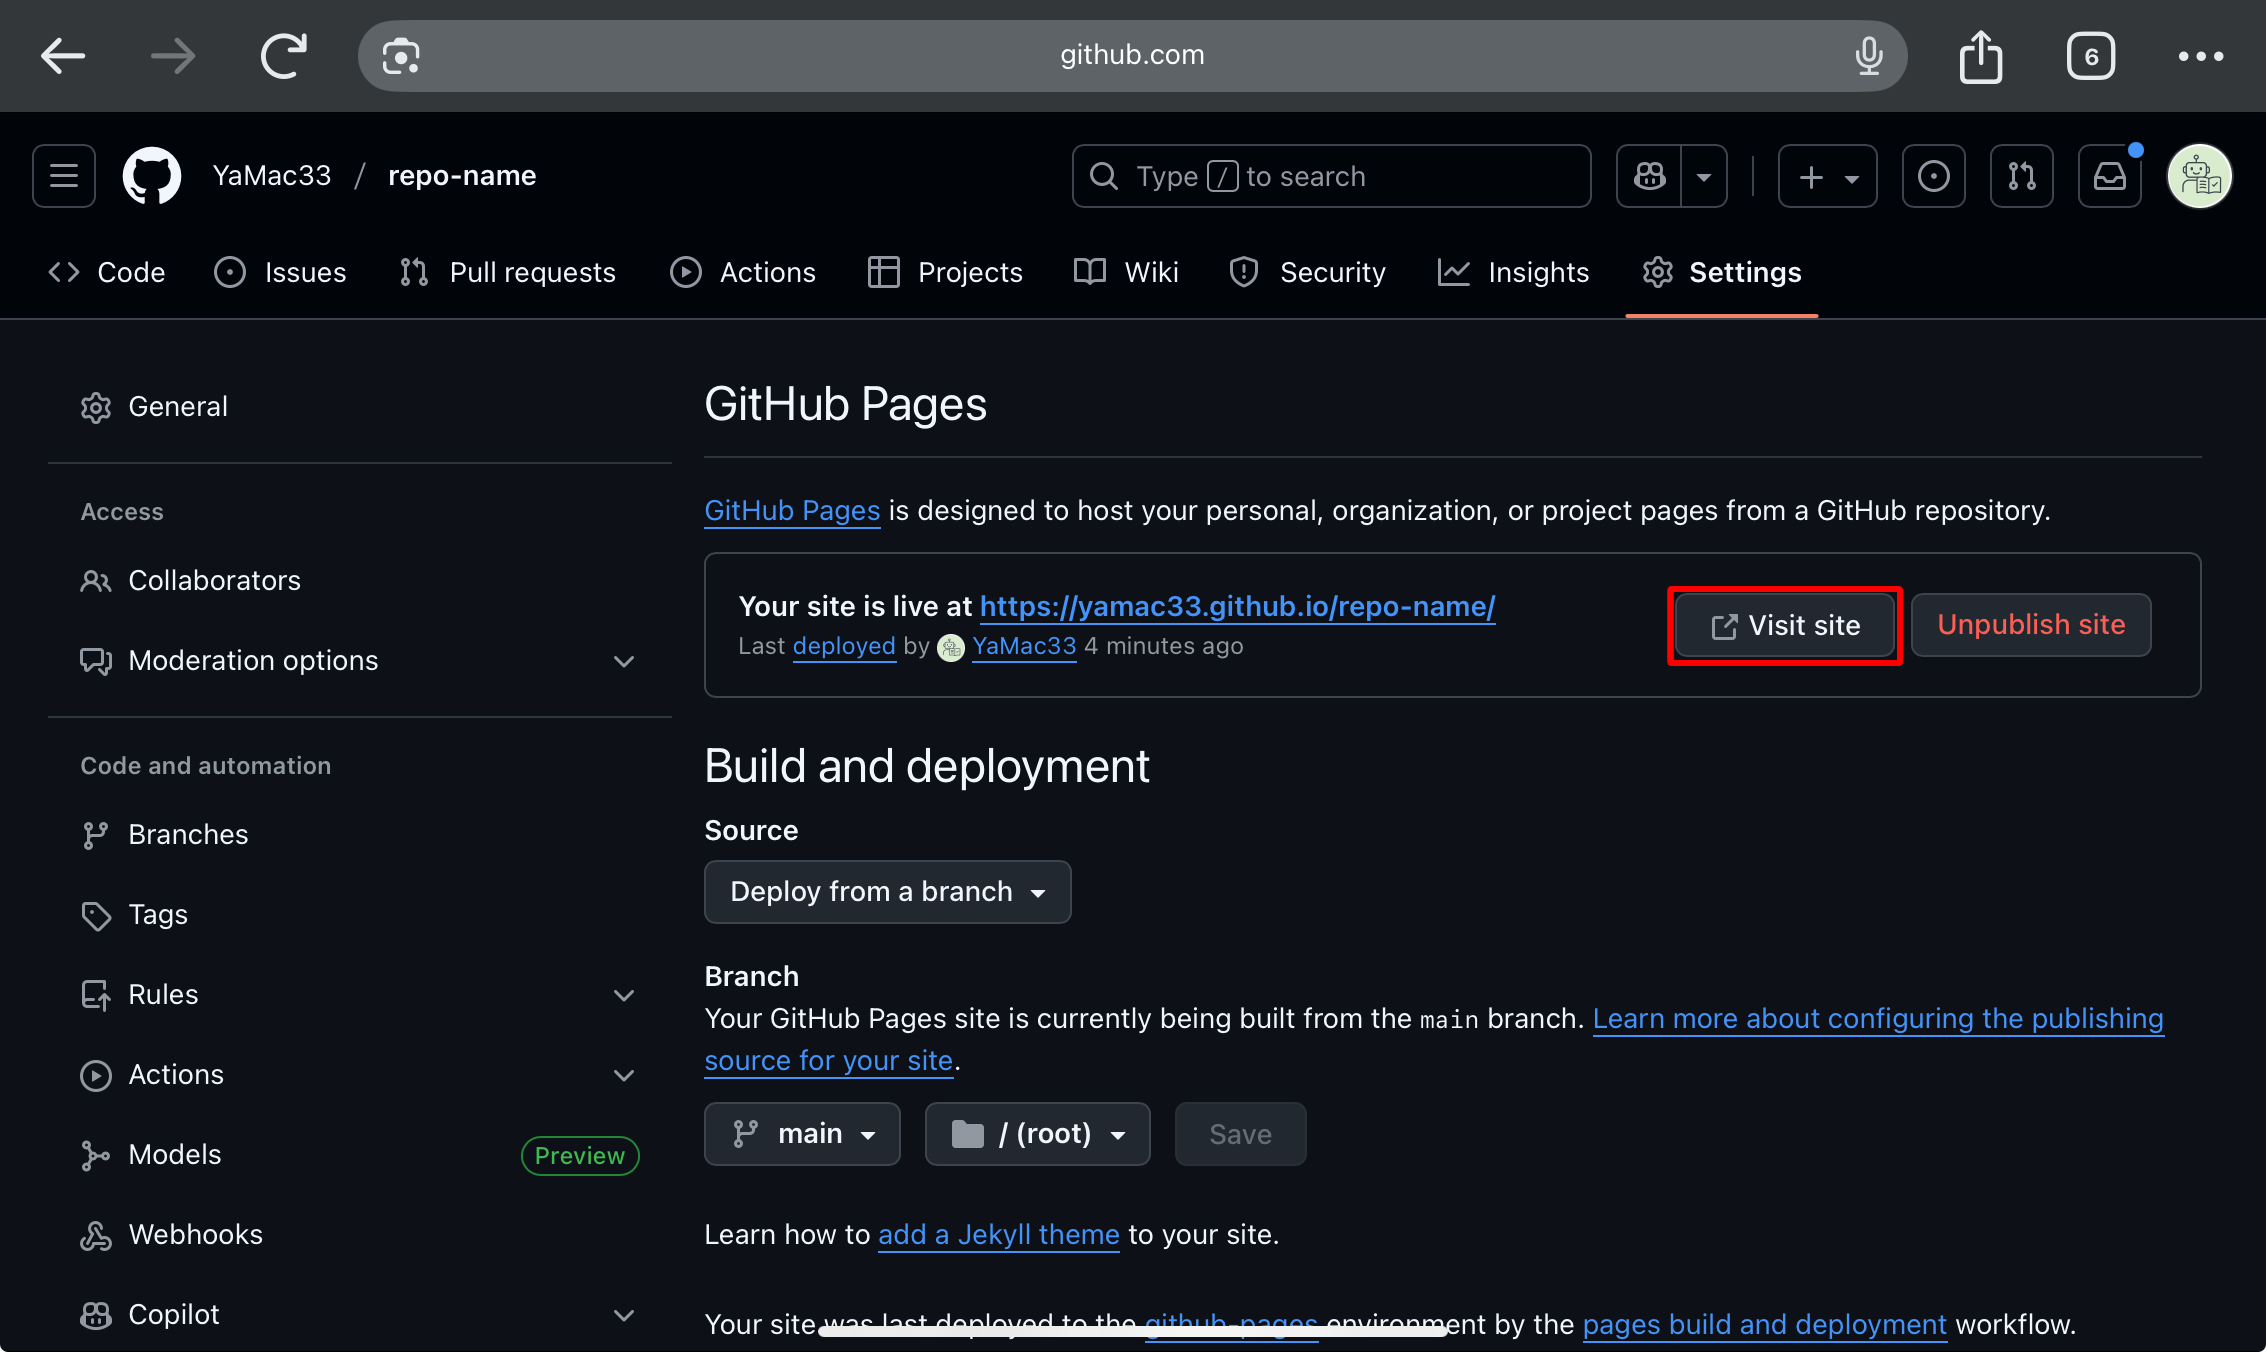 github.com
6
YaMac33 / repo-name
Type / to search
Code
Issues
Pull requests
Actions
Projects
Wiki
Security
Insights
Settings
General
Access
Collaborators
Moderation options
Code and automation
Branches
Tags
Rules
Actions
Models
Preview
Webhooks
Copilot
GitHub Pages
GitHub Pages is designed to host your personal, organization, or project pages from a GitHub repository.
Your site is live at https://yamac33.github.io/repo-name/
Last deployed by YaMac33 4 minutes ago
Visit site
Unpublish site
Build and deployment
Source
Deploy from a branch
Branch
Your GitHub Pages site is currently being built from the main branch. Learn more about configuring the publishing
source for your site.
main
/ (root)
Save
Learn how to add a Jekyll theme to your site.
Your site was last deployed to the github-pages environment by the pages build and deployment workflow.